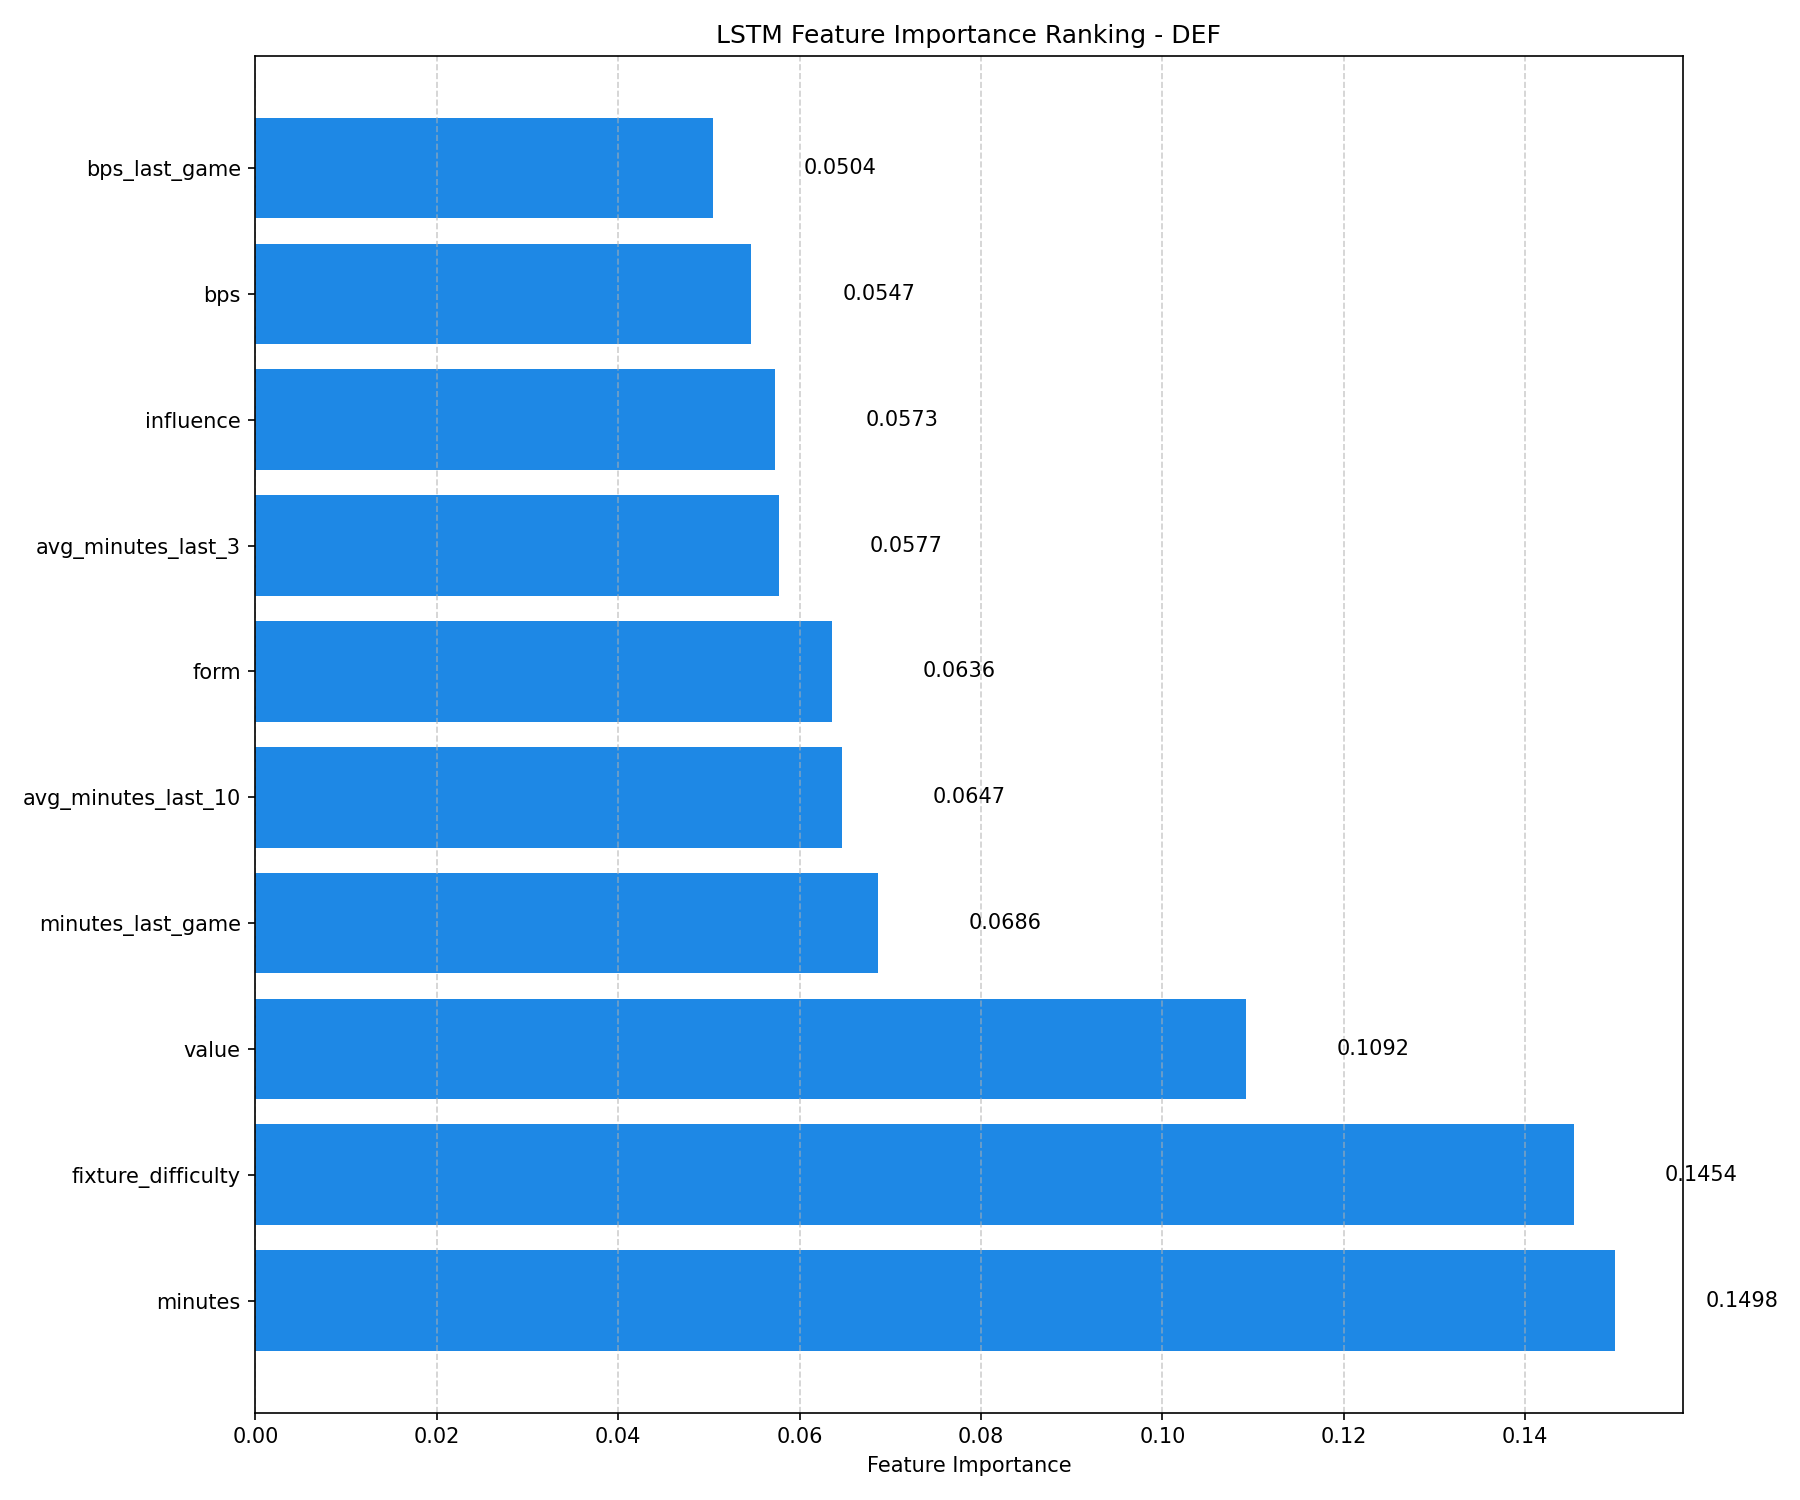 LSTM Feature Importance Ranking - DEF
bps_last_game 0.0504
bps 0.0547
influence 0.0573
avg_minutes_last_3 0.0577
form 0.0636
avg_minutes_last_10 0.0647
minutes_last_game 0.0686
value 0.1092
fixture_difficulty 0.1454
minutes 0.1498
0.00 0.02 0.04 0.06 0.08 0.10 0.12 0.14
Feature Importance